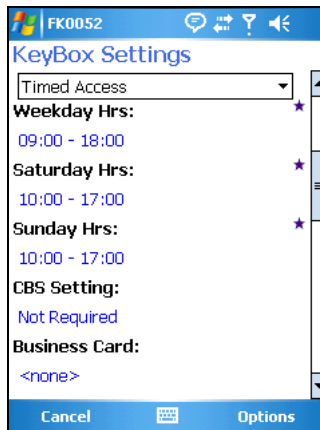 FK0052
KeyBox Settings
Timed Access
Weekday Hrs:
09:00 - 18:00
Saturday Hrs:
10:00 - 17:00
Sunday Hrs:
10:00 - 17:00
CBS Setting:
Not Required
Business Card:
<none>
Cancel Options